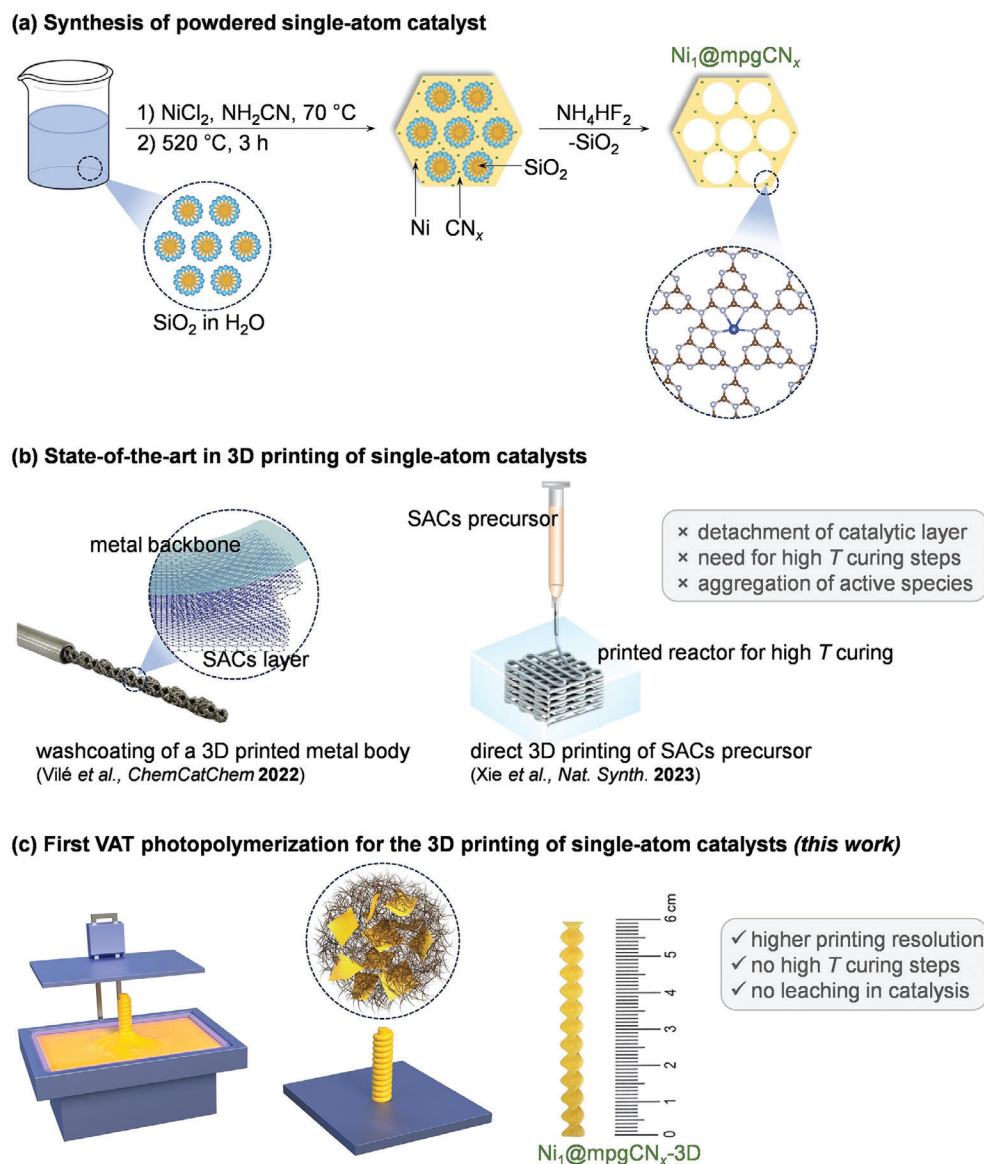 (a) Synthesis of powdered single-atom catalyst
Ni₁@mpgCNₓ
1) NiCl₂, NH₂CN, 70 °C
2) 520 °C, 3 h
NH₄HF₂
-SiO₂
SiO₂
Ni
CNₓ
SiO₂ in H₂O
(b) State-of-the-art in 3D printing of single-atom catalysts
metal backbone
SACs layer
washcoating of a 3D printed metal body
(Vilé et al., ChemCatChem 2022)
SACs precursor
printed reactor for high T curing
direct 3D printing of SACs precursor
(Xie et al., Nat. Synth. 2023)
× detachment of catalytic layer
× need for high T curing steps
× aggregation of active species
(c) First VAT photopolymerization for the 3D printing of single-atom catalysts (this work)
6 cm
5
4
3
2
1
0
Ni₁@mpgCNₓ-3D
✓ higher printing resolution
✓ no high T curing steps
✓ no leaching in catalysis